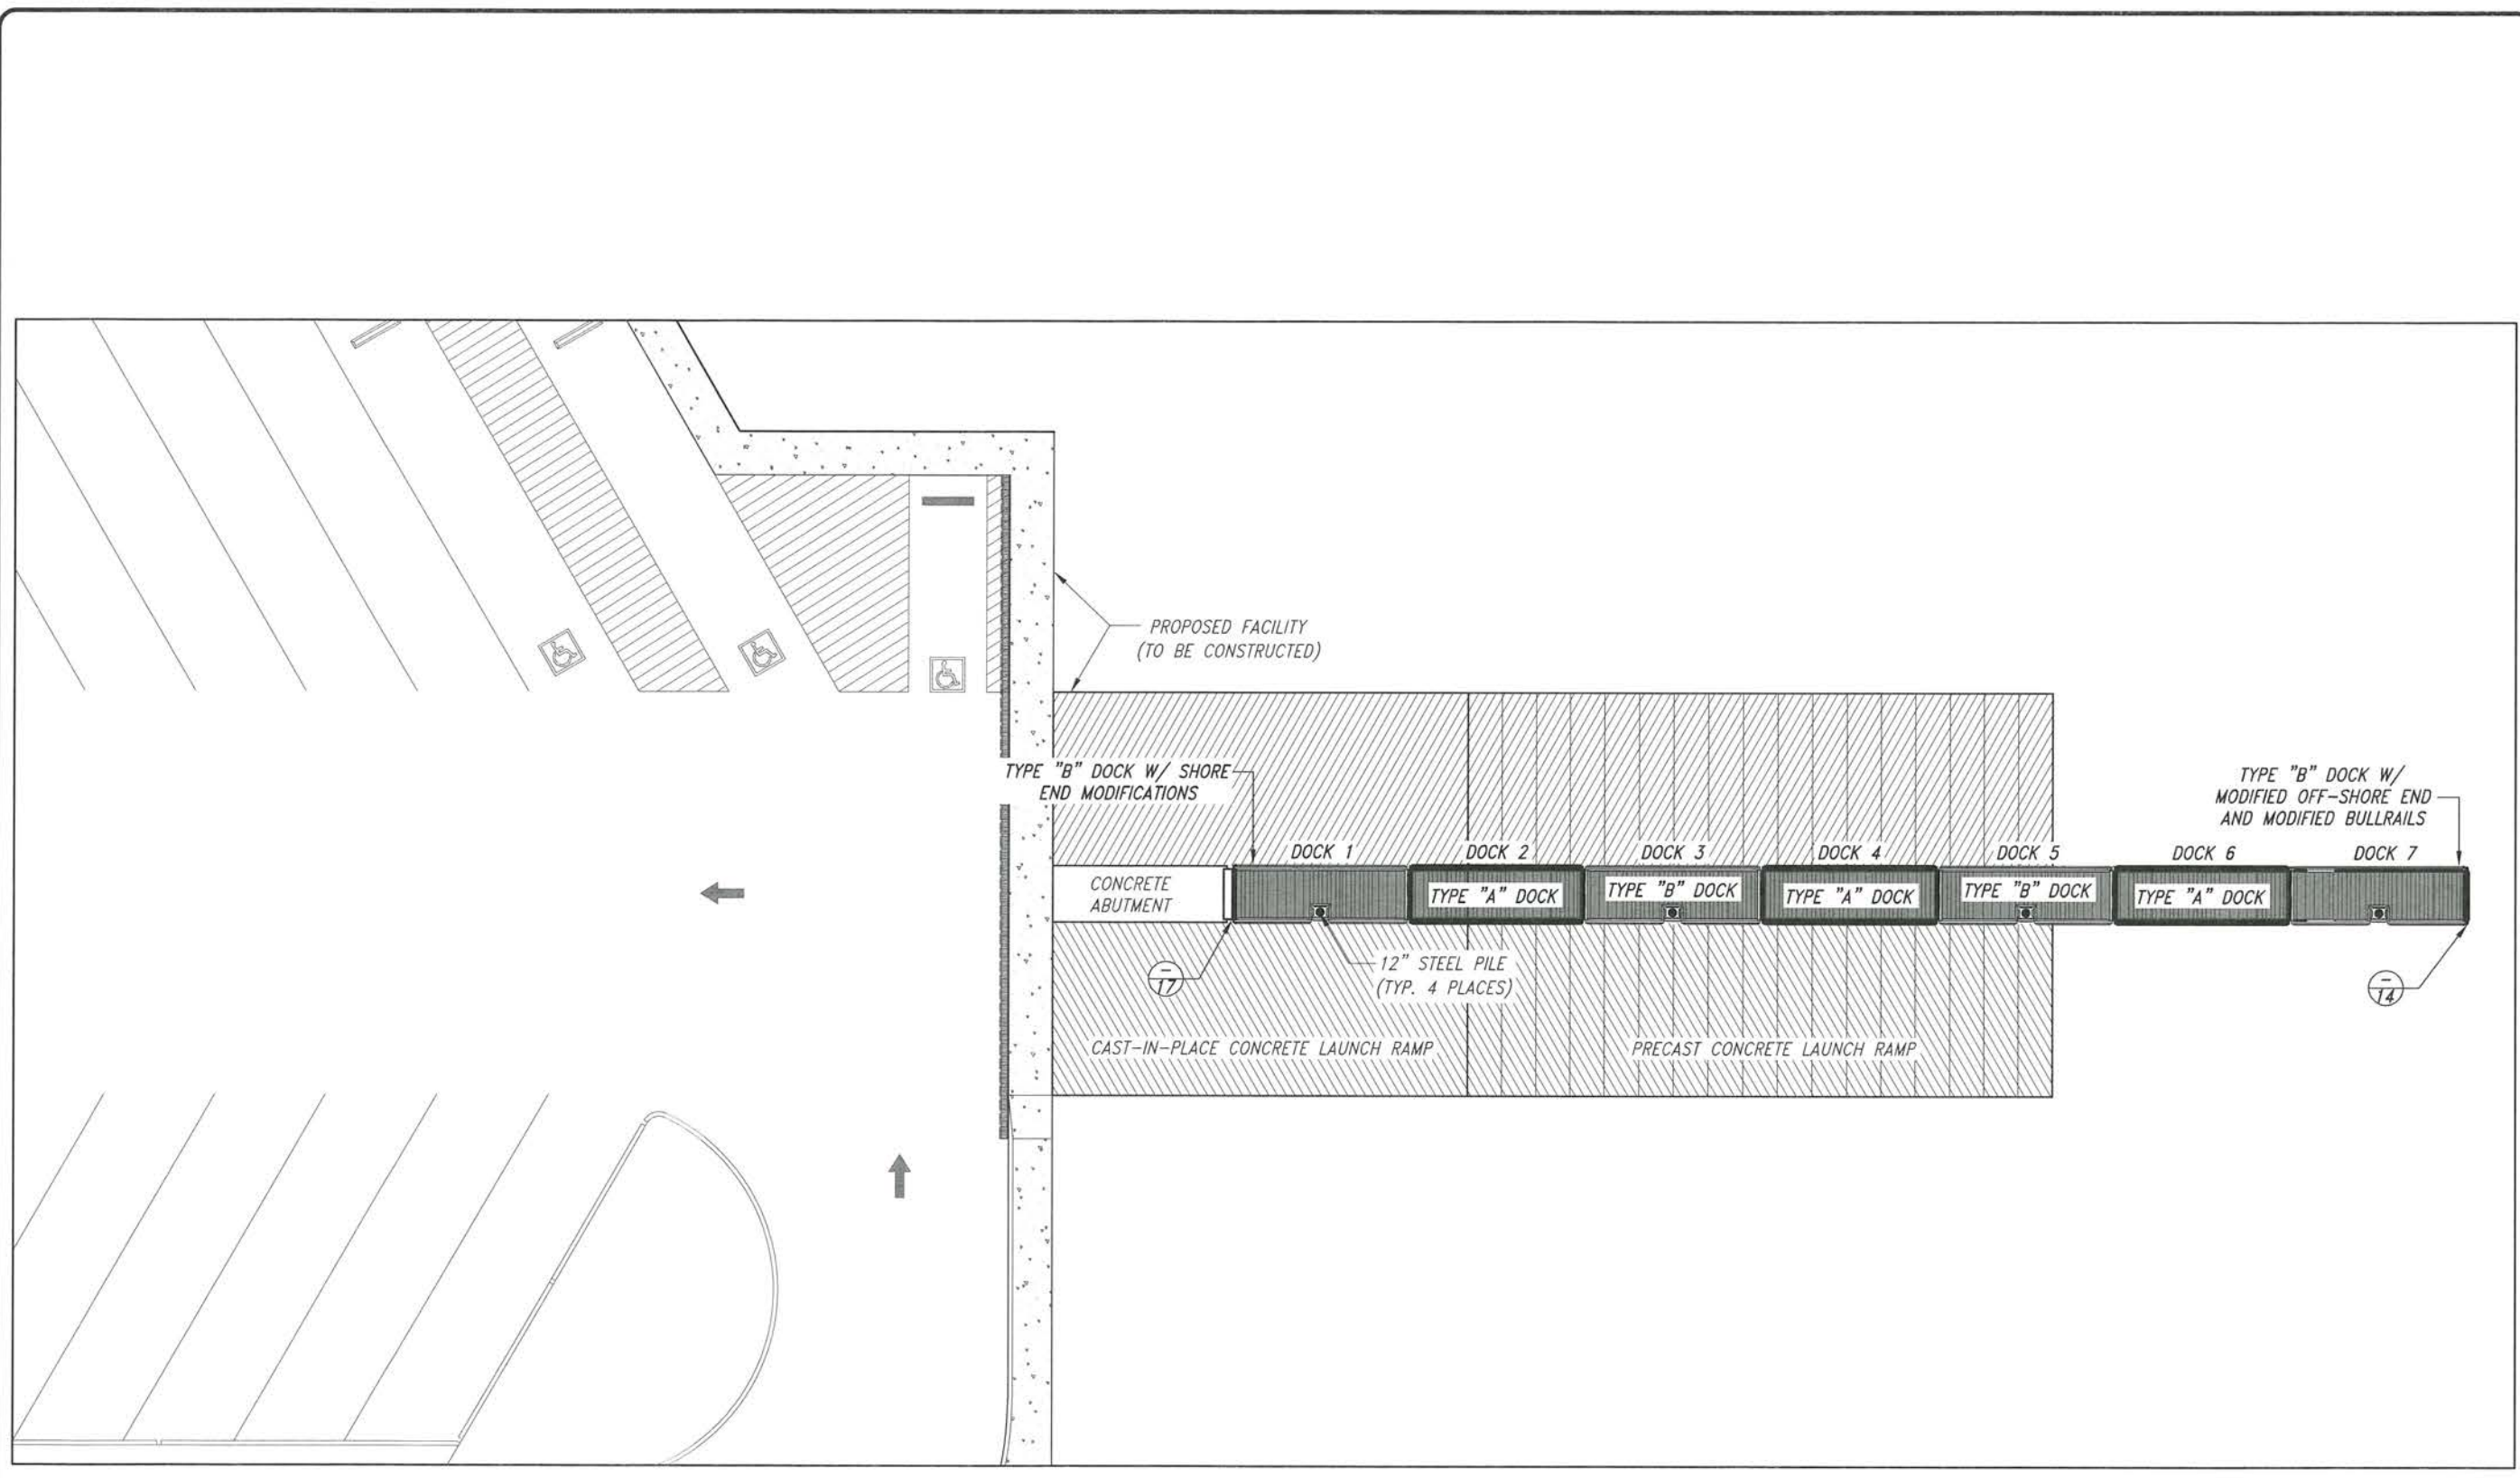 PROPOSED FACILITY
(TO BE CONSTRUCTED)
TYPE "B" DOCK W/ SHORE
END MODIFICATIONS
TYPE "B" DOCK W/
MODIFIED OFF-SHORE END
AND MODIFIED BULLRAILS
DOCK 1
DOCK 2
DOCK 3
DOCK 4
DOCK 5
DOCK 6
DOCK 7
CONCRETE
ABUTMENT
TYPE "A" DOCK
TYPE "B" DOCK
TYPE "A" DOCK
TYPE "B" DOCK
TYPE "A" DOCK
–
17
12" STEEL PILE
(TYP. 4 PLACES)
–
14
CAST-IN-PLACE CONCRETE LAUNCH RAMP
PRECAST CONCRETE LAUNCH RAMP